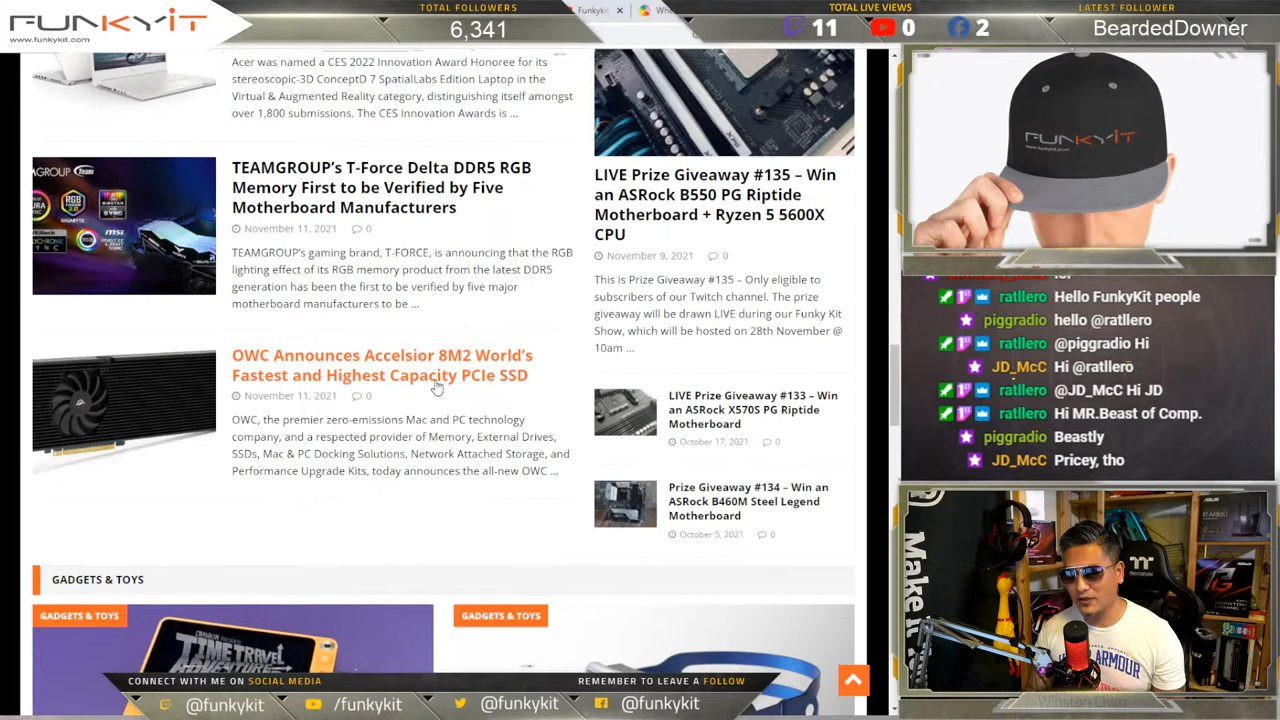 FUNKYIT
www.funkykit.com
TOTAL FOLLOWERS
6,341
Funkykit
TOTAL LIVE VIEWS
11
0
2
LATEST FOLLOWER
BeardedDowner
Acer was named a CES 2022 Innovation Award Honoree for its
stereoscopic-3D ConceptD 7 SpatialLabs Edition Laptop in the
Virtual & Augmented Reality category, distinguishing itself amongst
over 1,800 submissions. The CES Innovation Awards is ...
TEAMGROUP's T-Force Delta DDR5 RGB
Memory First to be Verified by Five
Motherboard Manufacturers
November 11, 2021 0
TEAMGROUP's gaming brand, T-FORCE, is announcing that the RGB
lighting effect of its RGB memory product from the latest DDR5
generation has been the first to be verified by five major
motherboard manufacturers to be ...
OWC Announces Accelsior 8M2 World's
Fastest and Highest Capacity PCIe SSD
November 11, 2021 0
OWC, the premier zero-emissions Mac and PC technology
company, and a respected provider of Memory, External Drives,
SSDs, Mac & PC Docking Solutions, Network Attached Storage, and
Performance Upgrade Kits, today announces the all-new OWC ...
LIVE Prize Giveaway #135 – Win
an ASRock B550 PG Riptide
Motherboard + Ryzen 5 5600X
CPU
November 9, 2021 0
This is Prize Giveaway #135 – Only eligible to
subscribers of our Twitch channel. The prize
giveaway will be drawn LIVE during our Funky Kit
Show, which will be hosted on 28th November @
10am ...
LIVE Prize Giveaway #133 – Win
an ASRock X570S PG Riptide
Motherboard
October 17, 2021 0
Prize Giveaway #134 – Win an
ASRock B460M Steel Legend
Motherboard
October 5, 2021 0
GADGETS & TOYS
GADGETS & TOYS
GADGETS & TOYS
TIME TRAVEL
ADVENTURE
FUNKYIT
ratllero Hello FunkyKit people
piggradio hello @ratllero
ratllero @piggradio Hi
JD_McC Hi @ratllero
ratllero @JD_McC Hi JD
ratllero Hi MR.Beast of Comp.
piggradio Beastly
JD_McC Pricey, tho
Make it
ARMOUR
CONNECT WITH ME ON SOCIAL MEDIA
REMEMBER TO LEAVE A FOLLOW
@funkykit
/funkykit
@funkykit
@funkykit